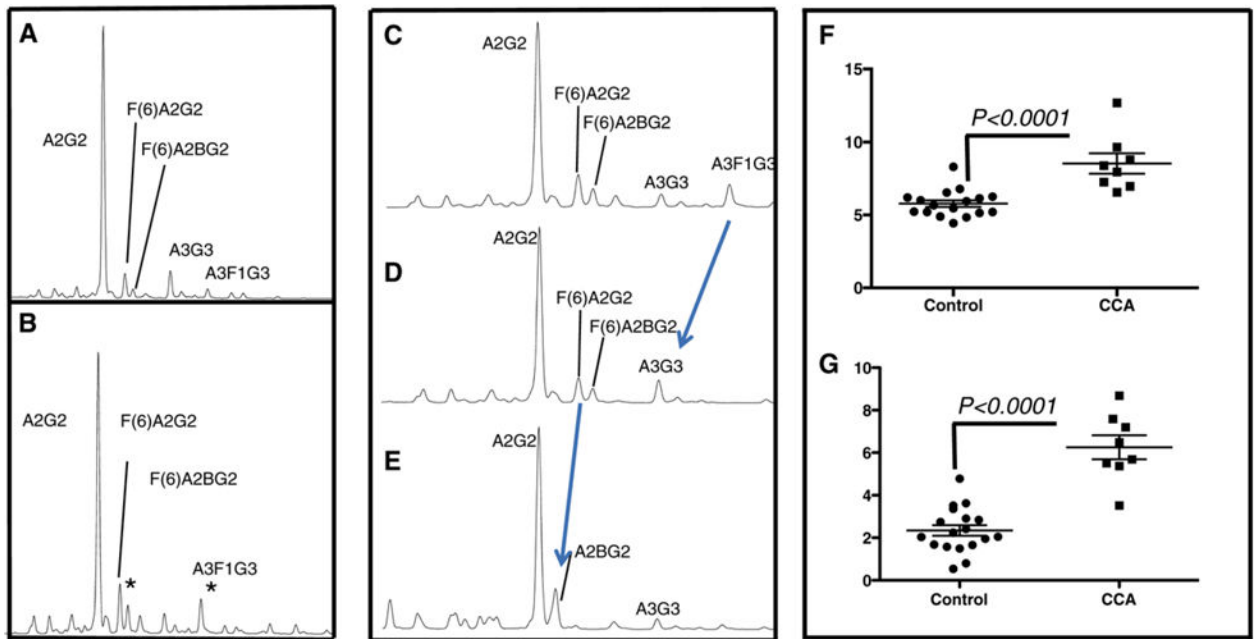 A
A2G2
F(6)A2G2
F(6)A2BG2
A3G3
A3F1G3
B
A2G2
F(6)A2G2
F(6)A2BG2
*
A3F1G3
*
C
A2G2
F(6)A2G2
F(6)A2BG2
A3G3
A3F1G3
D
A2G2
F(6)A2G2
F(6)A2BG2
A3G3
E
A2G2
A2BG2
A3G3
F
15
10
5
0
P<0.0001
Control
CCA
G
10
8
6
4
2
0
P<0.0001
Control
CCA